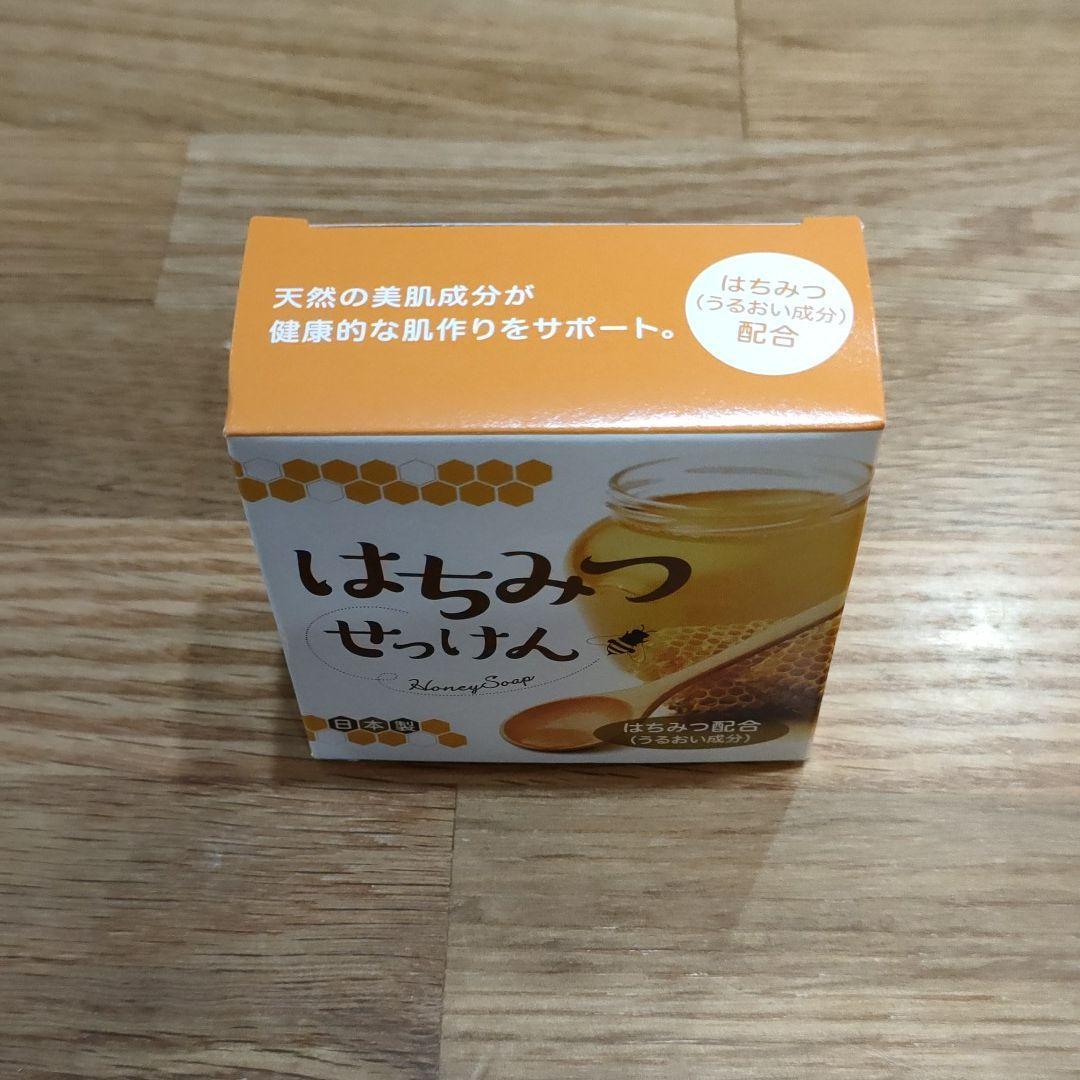 天然の美肌成分が
健康的な肌作りをサポート。
はちみつ
(うるおい成分)
配合
はちみつ
せっけん
Honey Soap
日本製
はちみつ配合
(うるおい成分)